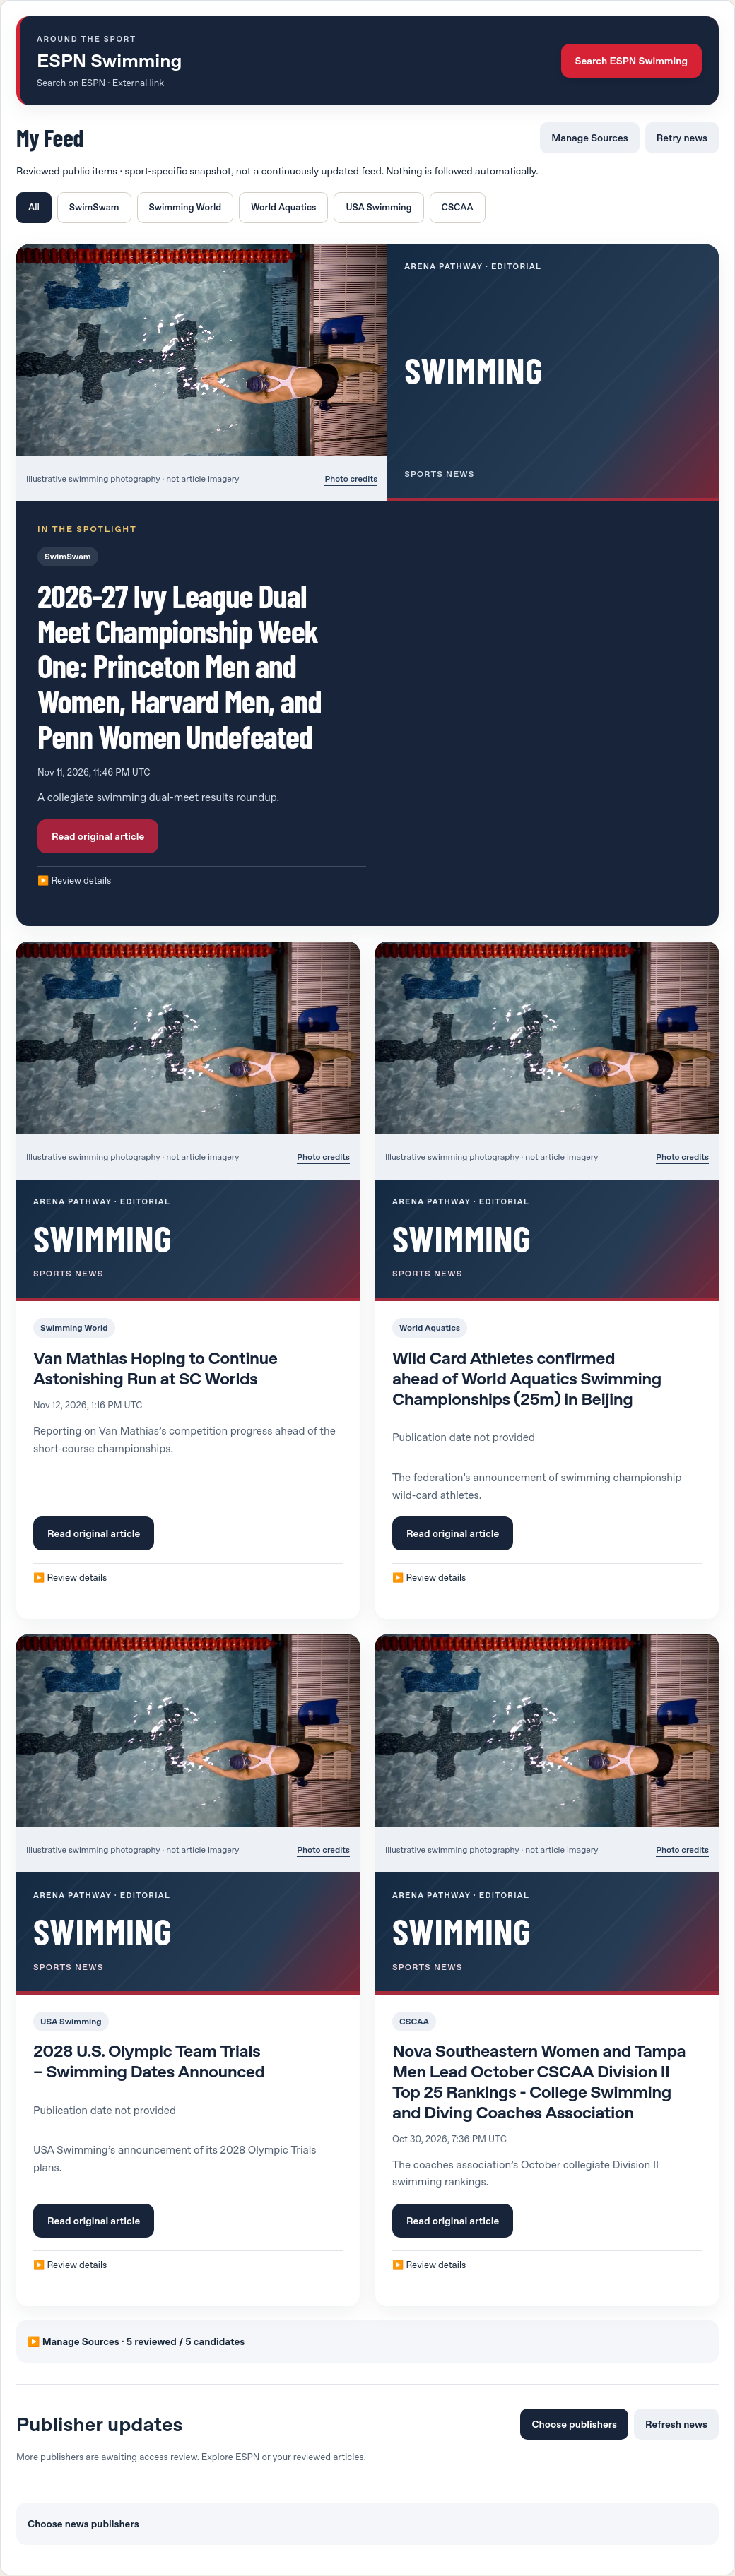 AROUND THE SPORT
ESPN Swimming
Search on ESPN · External link
Search ESPN Swimming
My Feed
Manage Sources
Retry news
Reviewed public items · sport-specific snapshot, not a continuously updated feed. Nothing is followed automatically.
All
SwimSwam
Swimming World
World Aquatics
USA Swimming
CSCAA
ARENA PATHWAY · EDITORIAL
SWIMMING
SPORTS NEWS
Illustrative swimming photography · not article imagery
Photo credits
IN THE SPOTLIGHT
SwimSwam
2026-27 Ivy League Dual
Meet Championship Week
One: Princeton Men and
Women, Harvard Men, and
Penn Women Undefeated
Nov 11, 2026, 11:46 PM UTC
A collegiate swimming dual-meet results roundup.
Read original article
Review details
Illustrative swimming photography · not article imagery
Photo credits
ARENA PATHWAY · EDITORIAL
SWIMMING
SPORTS NEWS
Swimming World
Van Mathias Hoping to Continue
Astonishing Run at SC Worlds
Nov 12, 2026, 1:16 PM UTC
Reporting on Van Mathias's competition progress ahead of the
short-course championships.
Read original article
Review details
Illustrative swimming photography · not article imagery
Photo credits
ARENA PATHWAY · EDITORIAL
SWIMMING
SPORTS NEWS
World Aquatics
Wild Card Athletes confirmed
ahead of World Aquatics Swimming
Championships (25m) in Beijing
Publication date not provided
The federation's announcement of swimming championship
wild-card athletes.
Read original article
Review details
Illustrative swimming photography · not article imagery
Photo credits
ARENA PATHWAY · EDITORIAL
SWIMMING
SPORTS NEWS
USA Swimming
2028 U.S. Olympic Team Trials
– Swimming Dates Announced
Publication date not provided
USA Swimming's announcement of its 2028 Olympic Trials
plans.
Read original article
Review details
Illustrative swimming photography · not article imagery
Photo credits
ARENA PATHWAY · EDITORIAL
SWIMMING
SPORTS NEWS
CSCAA
Nova Southeastern Women and Tampa
Men Lead October CSCAA Division II
Top 25 Rankings - College Swimming
and Diving Coaches Association
Oct 30, 2026, 7:36 PM UTC
The coaches association's October collegiate Division II
swimming rankings.
Read original article
Review details
Manage Sources · 5 reviewed / 5 candidates
Publisher updates
Choose publishers
Refresh news
More publishers are awaiting access review. Explore ESPN or your reviewed articles.
Choose news publishers